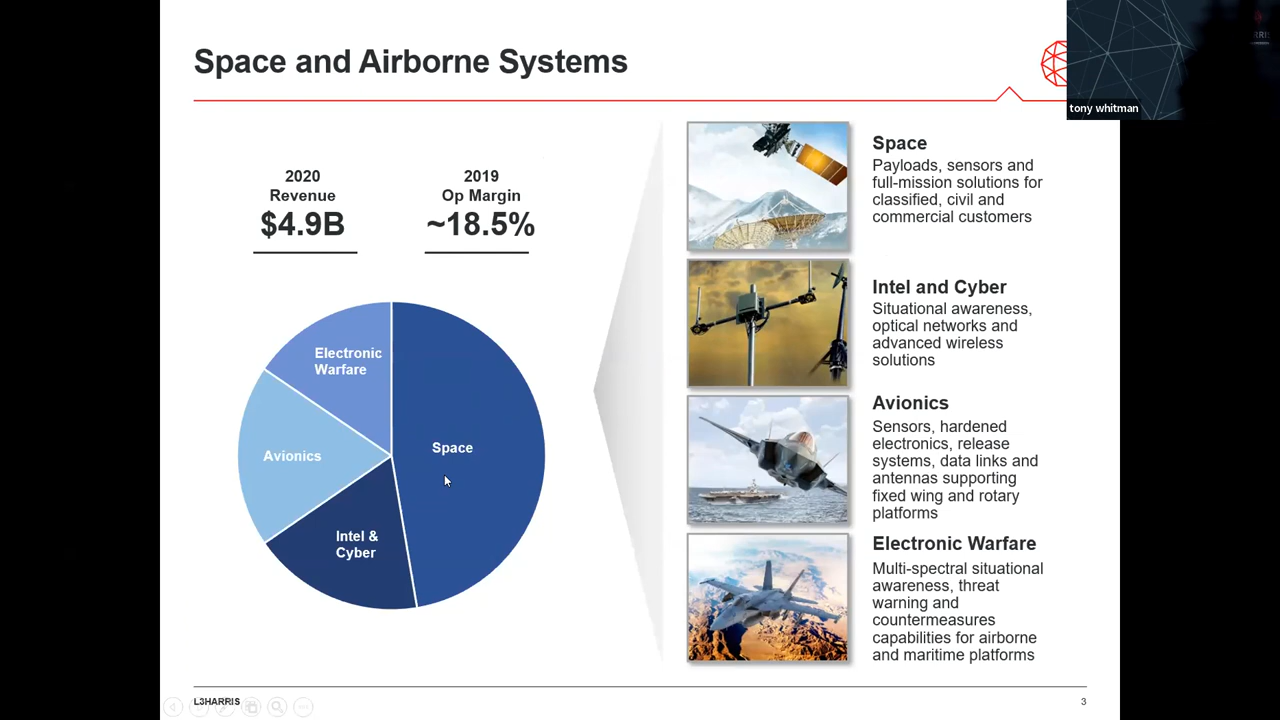 Space and Airborne Systems
tony whitman
2020
Revenue
$4.9B
2019
Op Margin
~18.5%
Electronic
Warfare
Space
Avionics
Intel &
Cyber
Space
Payloads, sensors and
full-mission solutions for
classified, civil and
commercial customers
Intel and Cyber
Situational awareness,
optical networks and
advanced wireless
solutions
Avionics
Sensors, hardened
electronics, release
systems, data links and
antennas supporting
fixed wing and rotary
platforms
Electronic Warfare
Multi-spectral situational
awareness, threat
warning and
countermeasures
capabilities for airborne
and maritime platforms
L3HARRIS
3